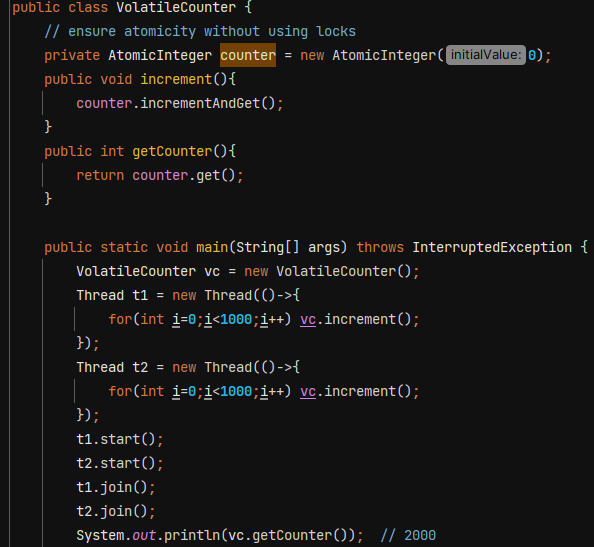 public class VolatileCounter {
// ensure atomicity without using locks
private AtomicInteger counter = new AtomicInteger( initialValue: 0);
public void increment(){
counter.incrementAndGet();
}
public int getCounter(){
return counter.get();
}
public static void main(String[] args) throws InterruptedException {
VolatileCounter vc = new VolatileCounter();
Thread t1 = new Thread(()->{
for(int i=0;i<1000;i++) vc.increment();
});
Thread t2 = new Thread(()->{
for(int i=0;i<1000;i++) vc.increment();
});
t1.start();
t2.start();
t1.join();
t2.join();
System.out.println(vc.getCounter());  // 2000